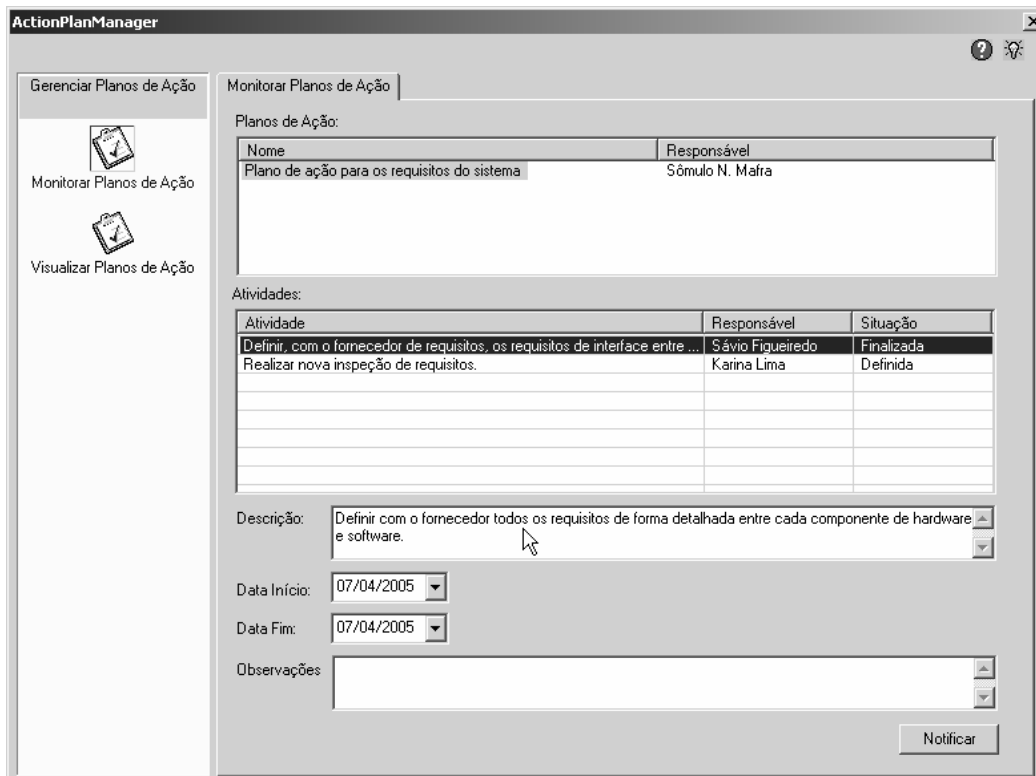 ActionPlanManager
Gerenciar Planos de Ação
Monitorar Planos de Ação
Visualizar Planos de Ação
Monitorar Planos de Ação
Planos de Ação:
Nome Responsável
Plano de ação para os requisitos do sistema Sômulo N. Mafra
Atividades:
Atividade Responsável Situação
Definir, com o fornecedor de requisitos, os requisitos de interface entre ... Sávio Figueiredo Finalizada
Realizar nova inspeção de requisitos. Karina Lima Definida
Descrição: Definir com o fornecedor todos os requisitos de forma detalhada entre cada componente de hardware
e software.
Data Início: 07/04/2005
Data Fim: 07/04/2005
Observações
Notificar